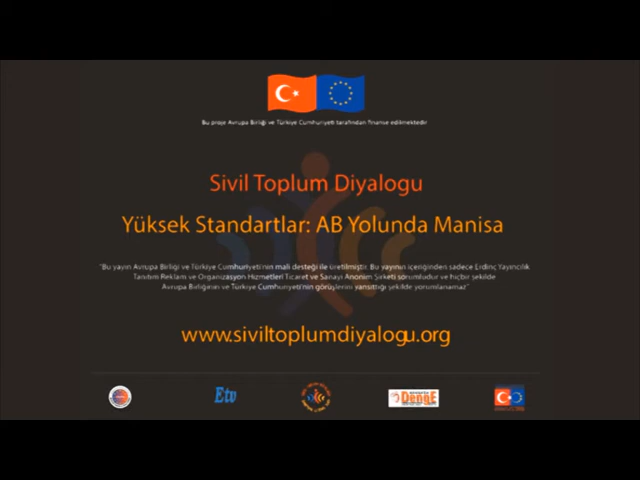 Bu proje Avrupa Birliği ve Türkiye Cumhuriyeti tarafından finanse edilmektedir
Sivil Toplum Diyalogu
Yüksek Standartlar: AB Yolunda Manisa
"Bu yayın Avrupa Birliği ve Türkiye Cumhuriyeti'nin mali desteği ile üretilmiştir. Bu yayının içeriğinden sadece Erdinç Yayıncılık
Tanıtım Reklam ve Organizasyon Hizmetleri Ticaret ve Sanayi Anonim Şirketi sorumludur ve hiçbir şekilde
Avrupa Birliğinin ve Türkiye Cumhuriyeti'nin görüşlerini yansıttığı şekilde yorumlanamaz"
www.siviltoplumdiyalogu.org
Etv
DengE